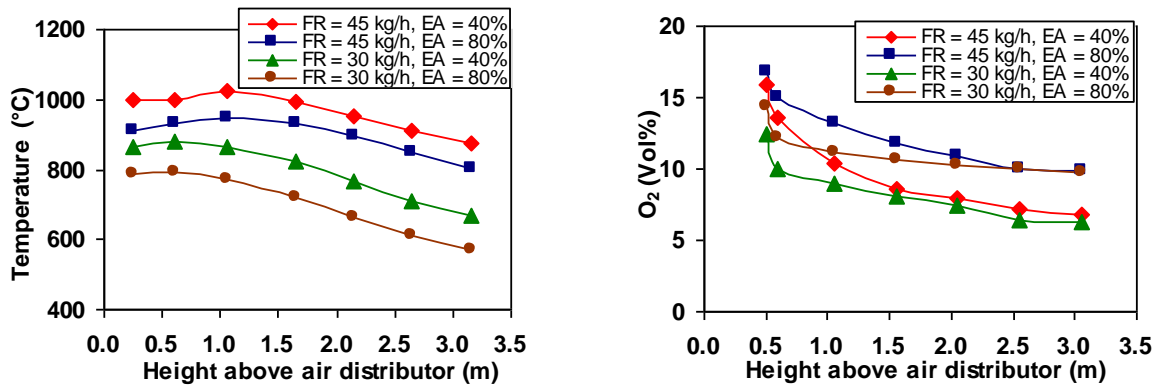 FR = 45 kg/h, EA = 40%
FR = 45 kg/h, EA = 80%
FR = 30 kg/h, EA = 40%
FR = 30 kg/h, EA = 80%
Temperature (°C)
1200
1000
800
600
400
0.0 0.5 1.0 1.5 2.0 2.5 3.0 3.5
Height above air distributor (m)
FR = 45 kg/h, EA = 40%
FR = 45 kg/h, EA = 80%
FR = 30 kg/h, EA = 40%
FR = 30 kg/h, EA = 80%
O₂ (Vol%)
20
15
10
5
0
0.0 0.5 1.0 1.5 2.0 2.5 3.0 3.5
Height above air distributor (m)